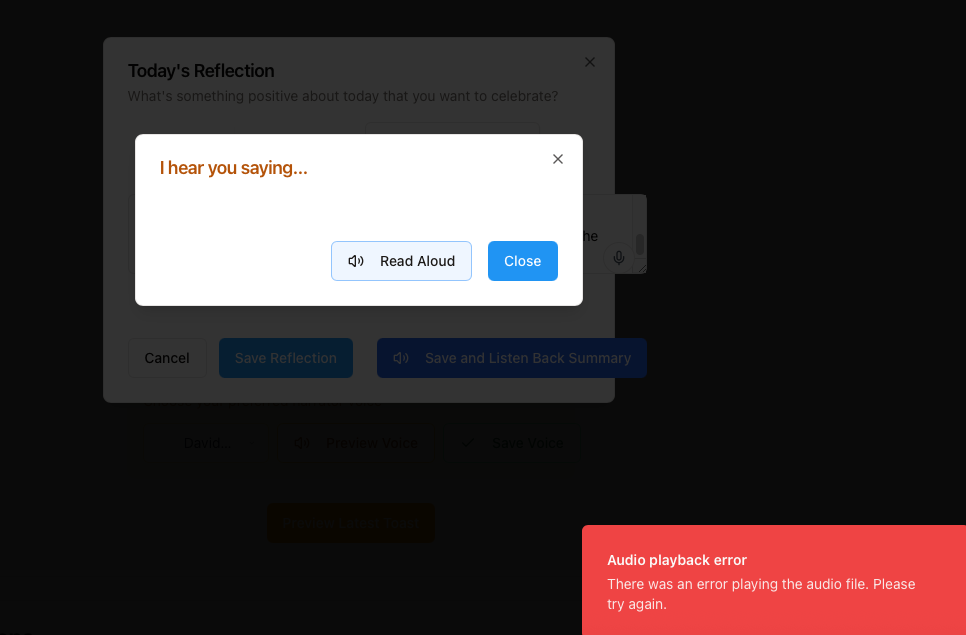 Today's Reflection
What's something positive about today that you want to celebrate?
I hear you saying...
he
Read Aloud
Close
Cancel
Save Reflection
Save and Listen Back Summary
David...
Preview Voice
Save Voice
Audio playback error
There was an error playing the audio file. Please
try again.